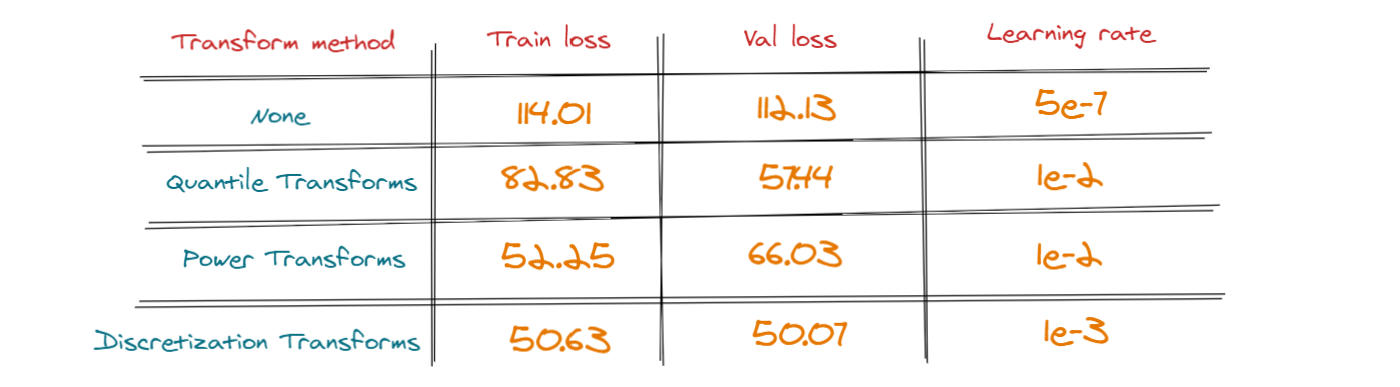 Transform method Train loss Val loss Learning rate
None 114.01 112.13 5e-7
Quantile Transforms 82.83 57.44 1e-2
Power Transforms 52.25 66.03 1e-2
Discretization Transforms 50.63 50.07 1e-3